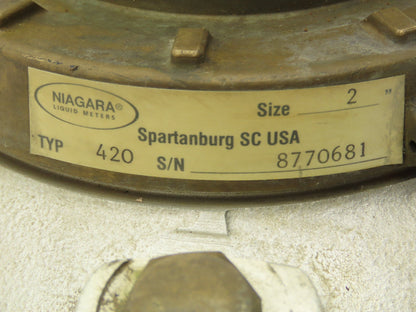 NIAGARA®
LIQUID METERS
Size 2 "
Spartanburg SC USA
TYP 420 S/N 8770681